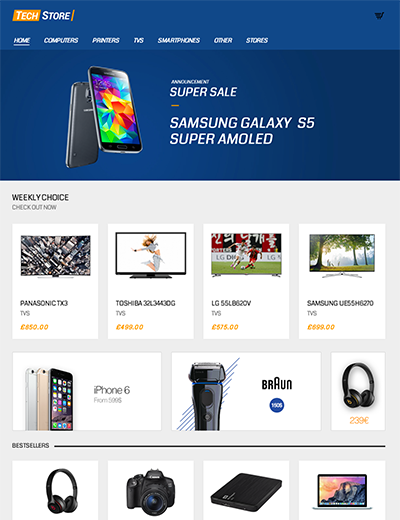 TECH STORE
HOME COMPUTERS PRINTERS TVS SMARTPHONES OTHER STORES
ANNOUNCEMENT
SUPER SALE
SAMSUNG GALAXY S5
SUPER AMOLED
WEEKLY CHOICE
CHECK OUT NOW
PANASONIC TX3
TVS
£650.00
TOSHIBA 32L3443DG
TVS
£499.00
LG 55LB620V
TVS
£575.00
SAMSUNG UE55H6270
TVS
£699.00
iPhone 6
From 599$
BRAUN
150$
239€
BESTSELLERS